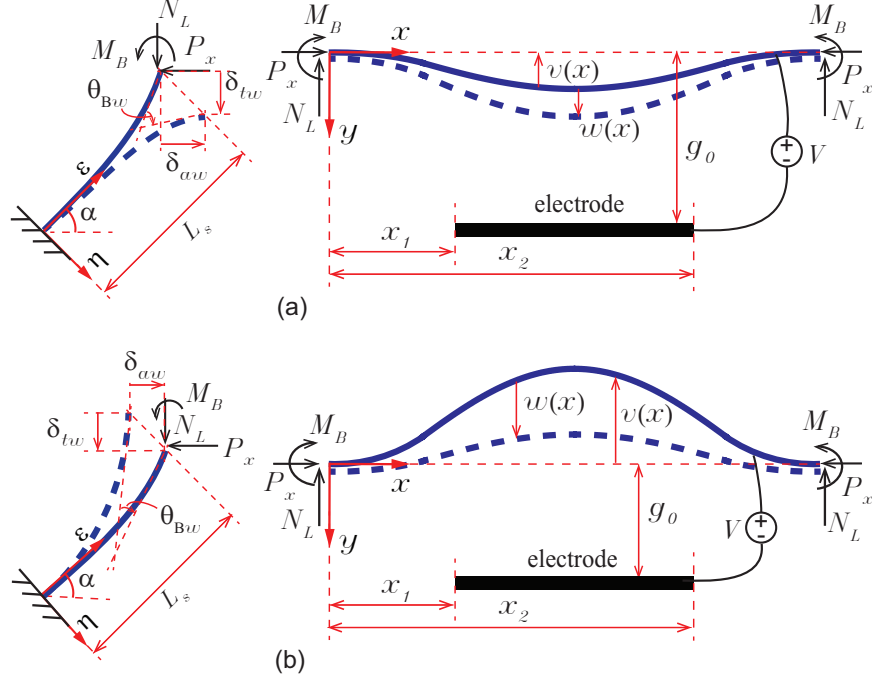 N_L
M_B
P_x
δ_tw
θ_Bw
δ_aw
ε
α
L_s
η
M_B
x
M_B
P_x
v(x)
P_x
N_L
w(x)
N_L
y
g_0
V
electrode
x_1
x_2
(a)
δ_aw
M_B
N_L
δ_tw
P_x
θ_Bw
ε
α
L_s
η
M_B
w(x)
v(x)
M_B
P_x
x
P_x
N_L
N_L
g_0
V
y
electrode
x_1
x_2
(b)